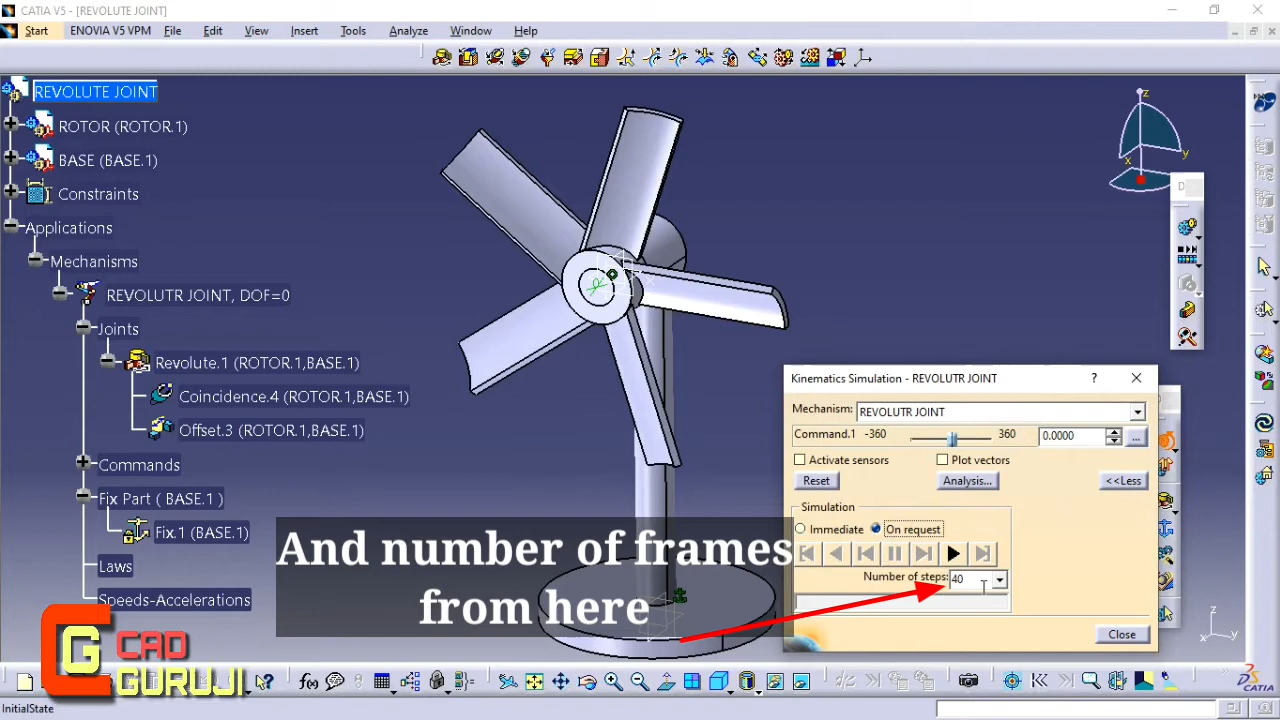 CATIA V5 - [REVOLUTE JOINT]
Start ENOVIA V5 VPM File Edit View Insert Tools Analyze Window Help
REVOLUTE JOINT
ROTOR (ROTOR.1)
BASE (BASE.1)
Constraints
Applications
Mechanisms
REVOLUTR JOINT, DOF=0
Joints
Revolute.1 (ROTOR.1,BASE.1)
Coincidence.4 (ROTOR.1,BASE.1)
Offset.3 (ROTOR.1,BASE.1)
Commands
Fix Part ( BASE.1 )
Fix.1 (BASE.1)
Laws
Speeds-Accelerations
z
x
y
D
Kinematics Simulation - REVOLUTR JOINT ?
Mechanism: REVOLUTR JOINT
Command.1 -360 360 0.0000 ...
Activate sensors Plot vectors
Reset Analysis... <<Less
Simulation
Immediate On request
Number of steps: 40
Close
And number of frames
from here
z
x y
CAD
GURUJI
G
f(x)
CATIA
InitialState